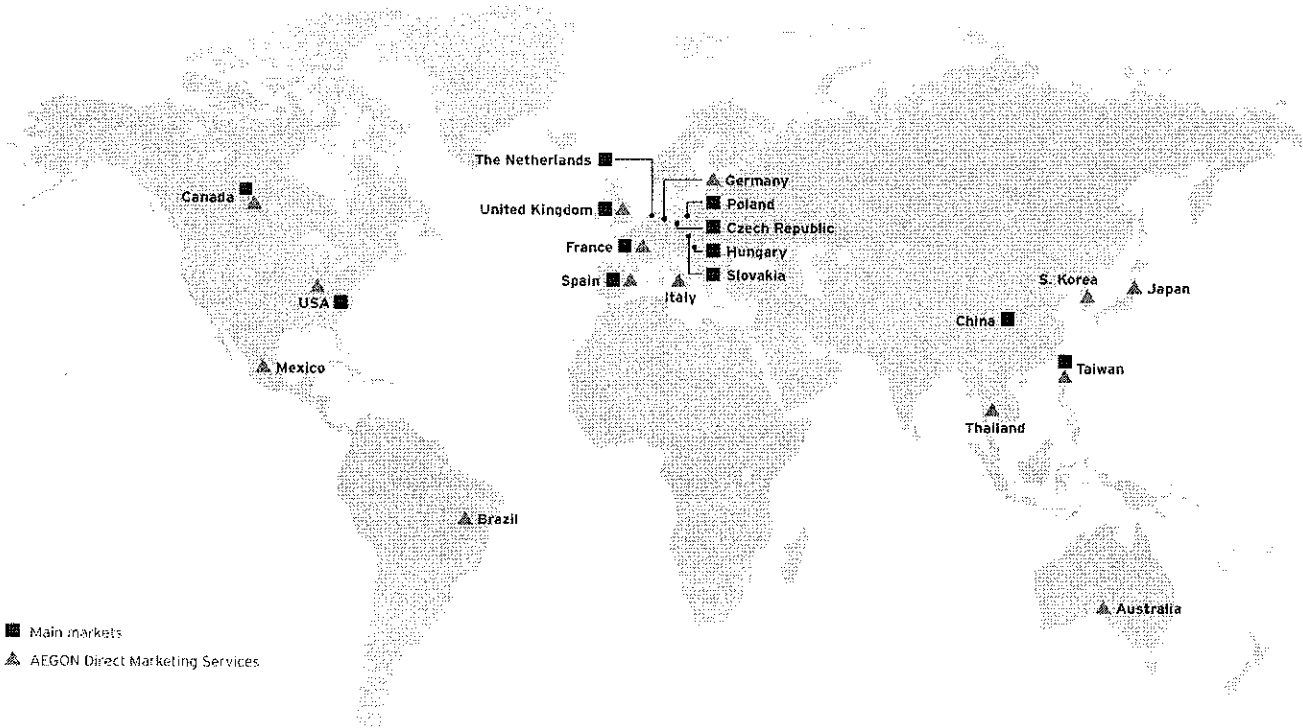 The Netherlands
Germany
Canada
Poland
United Kingdom
Czech Republic
France
Hungary
Spain
Slovakia
Italy
S. Korea
Japan
USA
China
Mexico
Taiwan
Thailand
Brazil
Australia
Main markets
AEGON Direct Marketing Services